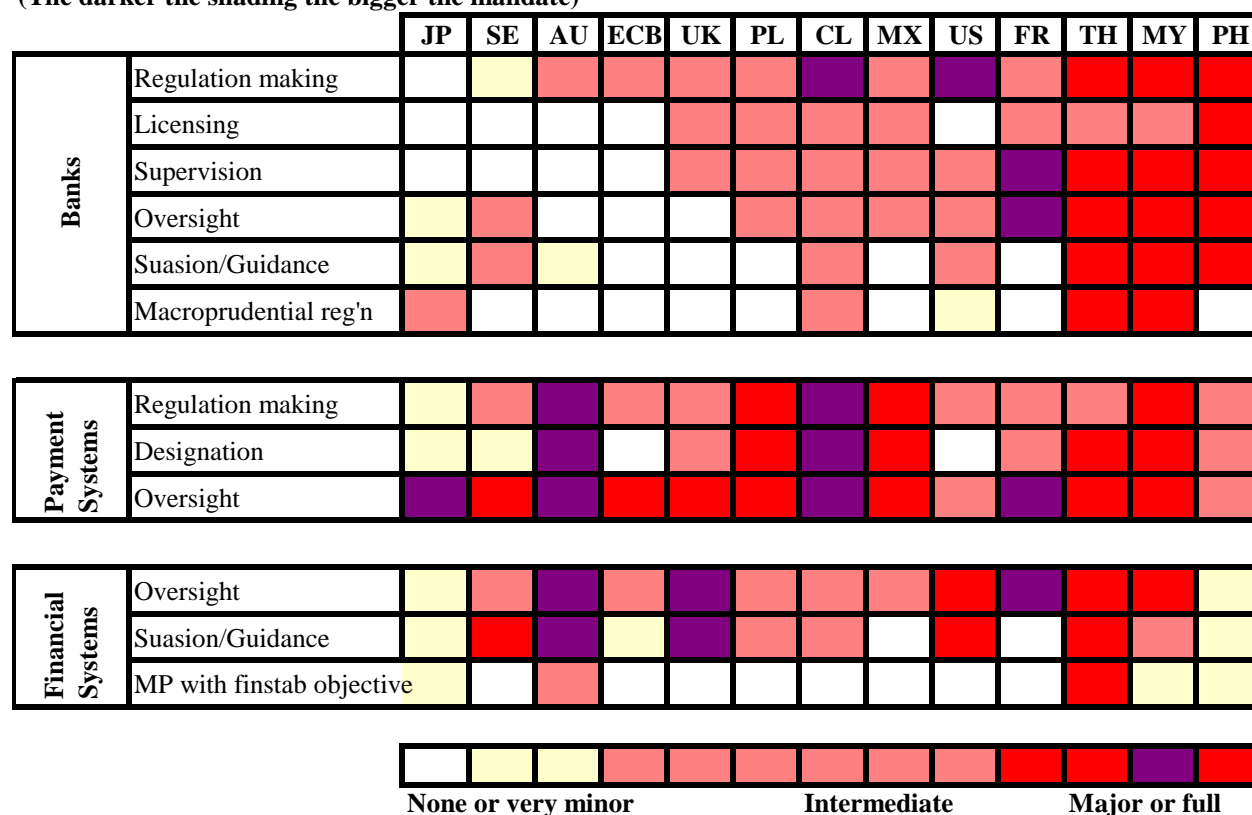 (The darker the shading the bigger the mandate)
JP SE AU ECB UK PL CL MX US FR TH MY PH
Banks
Regulation making
Licensing
Supervision
Oversight
Suasion/Guidance
Macroprudential reg'n
Payment
Systems
Regulation making
Designation
Oversight
Financial
Systems
Oversight
Suasion/Guidance
MP with finstab objective
None or very minor Intermediate Major or full